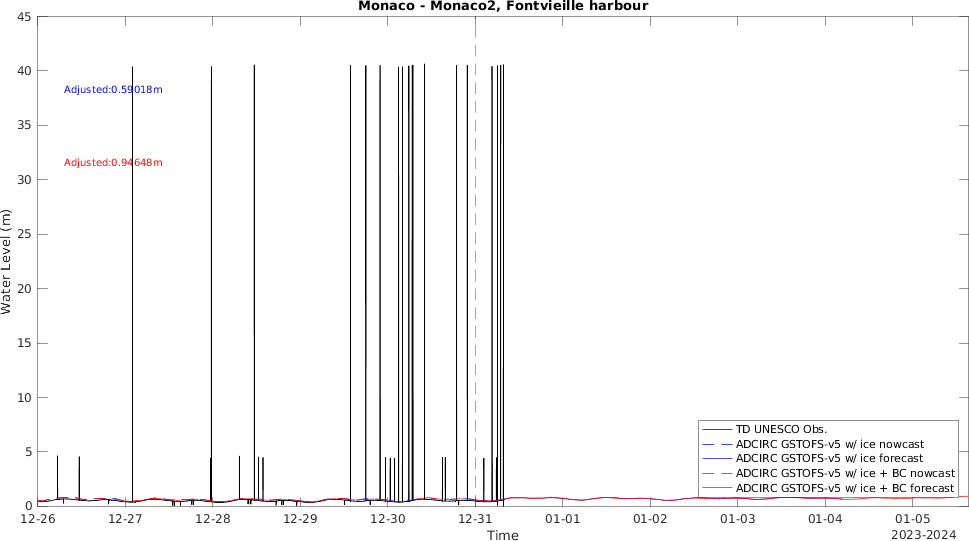 Monaco - Monaco2, Fontvieille harbour
45
40
35
30
25
20
15
10
5
0
Water Level (m)
Adjusted:0.59018m
Adjusted:0.94648m
TD UNESCO Obs.
ADCIRC GSTOFS-v5 w/ ice nowcast
ADCIRC GSTOFS-v5 w/ ice forecast
ADCIRC GSTOFS-v5 w/ ice + BC nowcast
ADCIRC GSTOFS-v5 w/ ice + BC forecast
12-26 12-27 12-28 12-29 12-30 12-31 01-01 01-02 01-03 01-04 01-05
Time
2023-2024